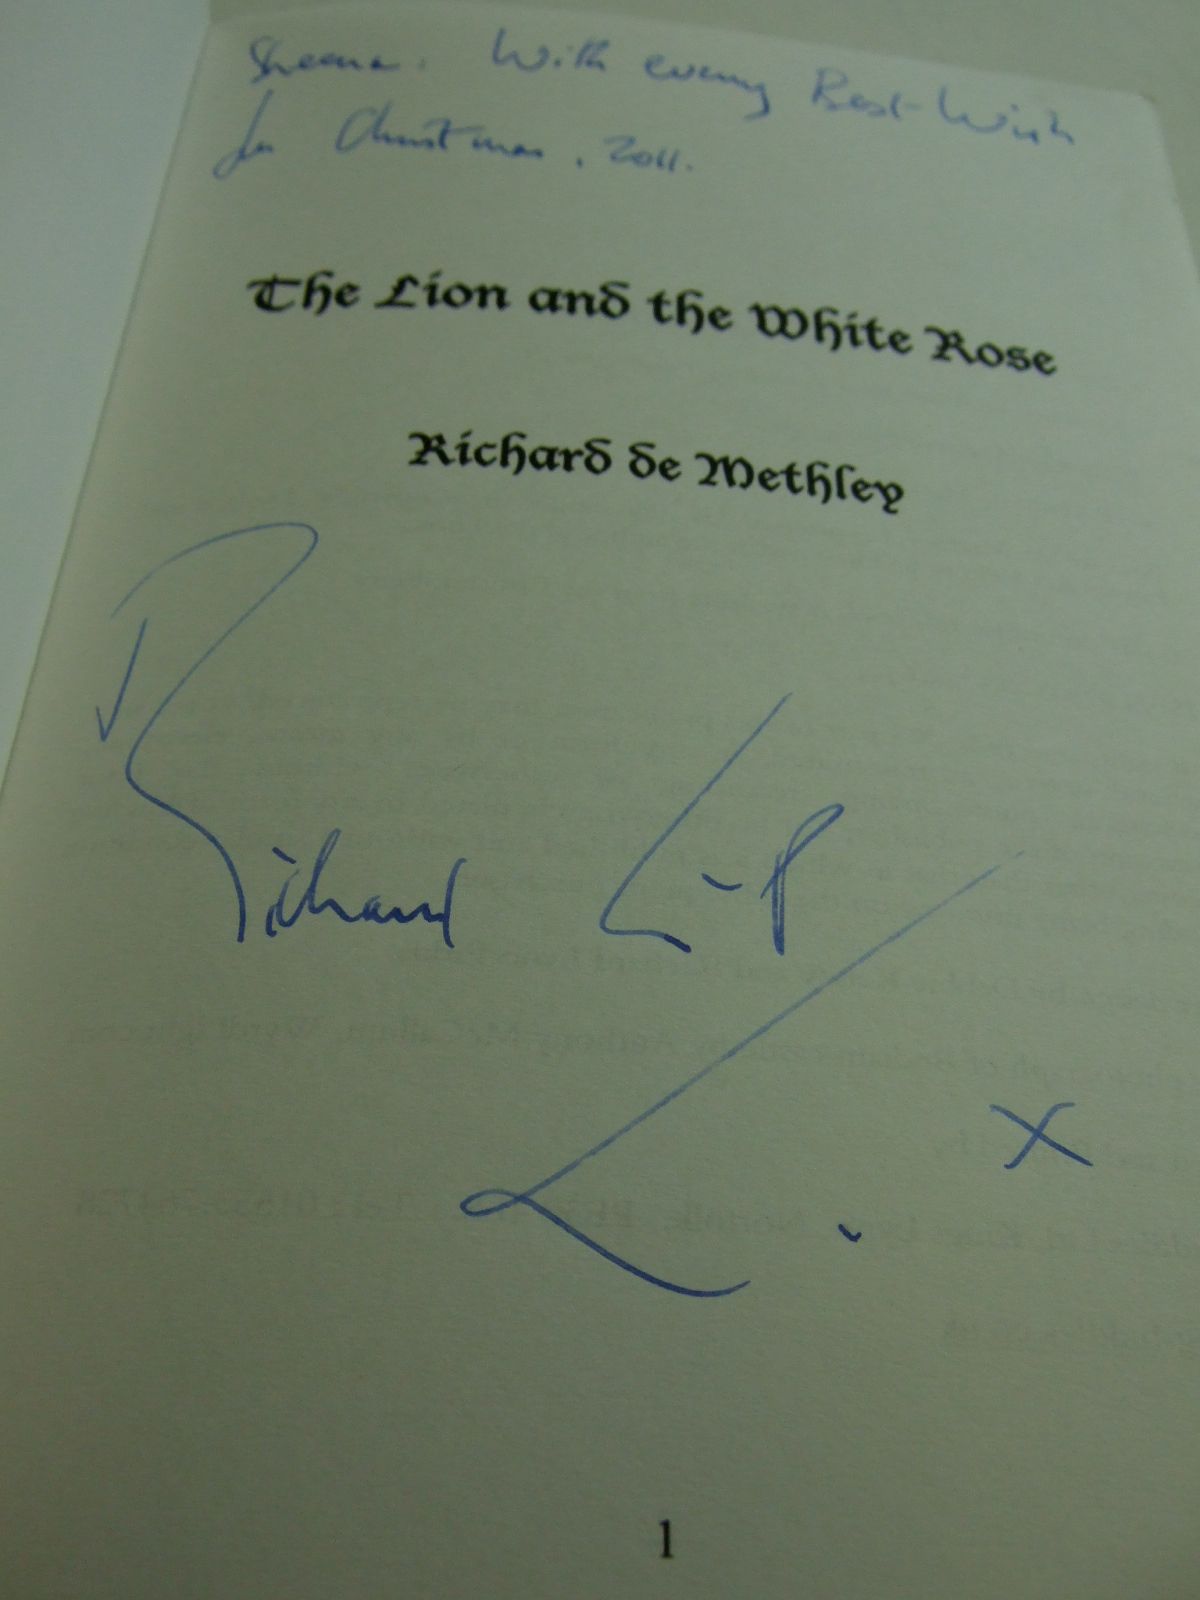 Sheena. With every Best Wish
for Christmas, 2011.
The Lion and the White Rose
Richard de Methley
Richard
x
1